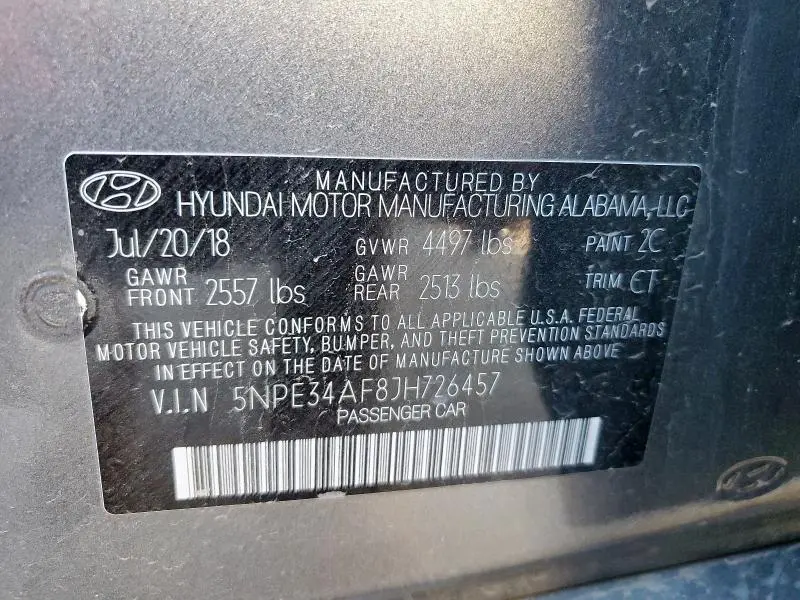 MANUFACTURED BY
HYUNDAI MOTOR MANUFACTURING ALABAMA, LLC
Jul/20/18 GVWR 4497 lbs PAINT 2C
GAWR FRONT 2557 lbs GAWR REAR 2513 lbs TRIM CT
THIS VEHICLE CONFORMS TO ALL APPLICABLE U.S.A. FEDERAL
MOTOR VEHICLE SAFETY, BUMPER, AND THEFT PREVENTION STANDARDS
IN EFFECT ON THE DATE OF MANUFACTURE SHOWN ABOVE
V.I.N 5NPE34AF8JH726457
PASSENGER CAR